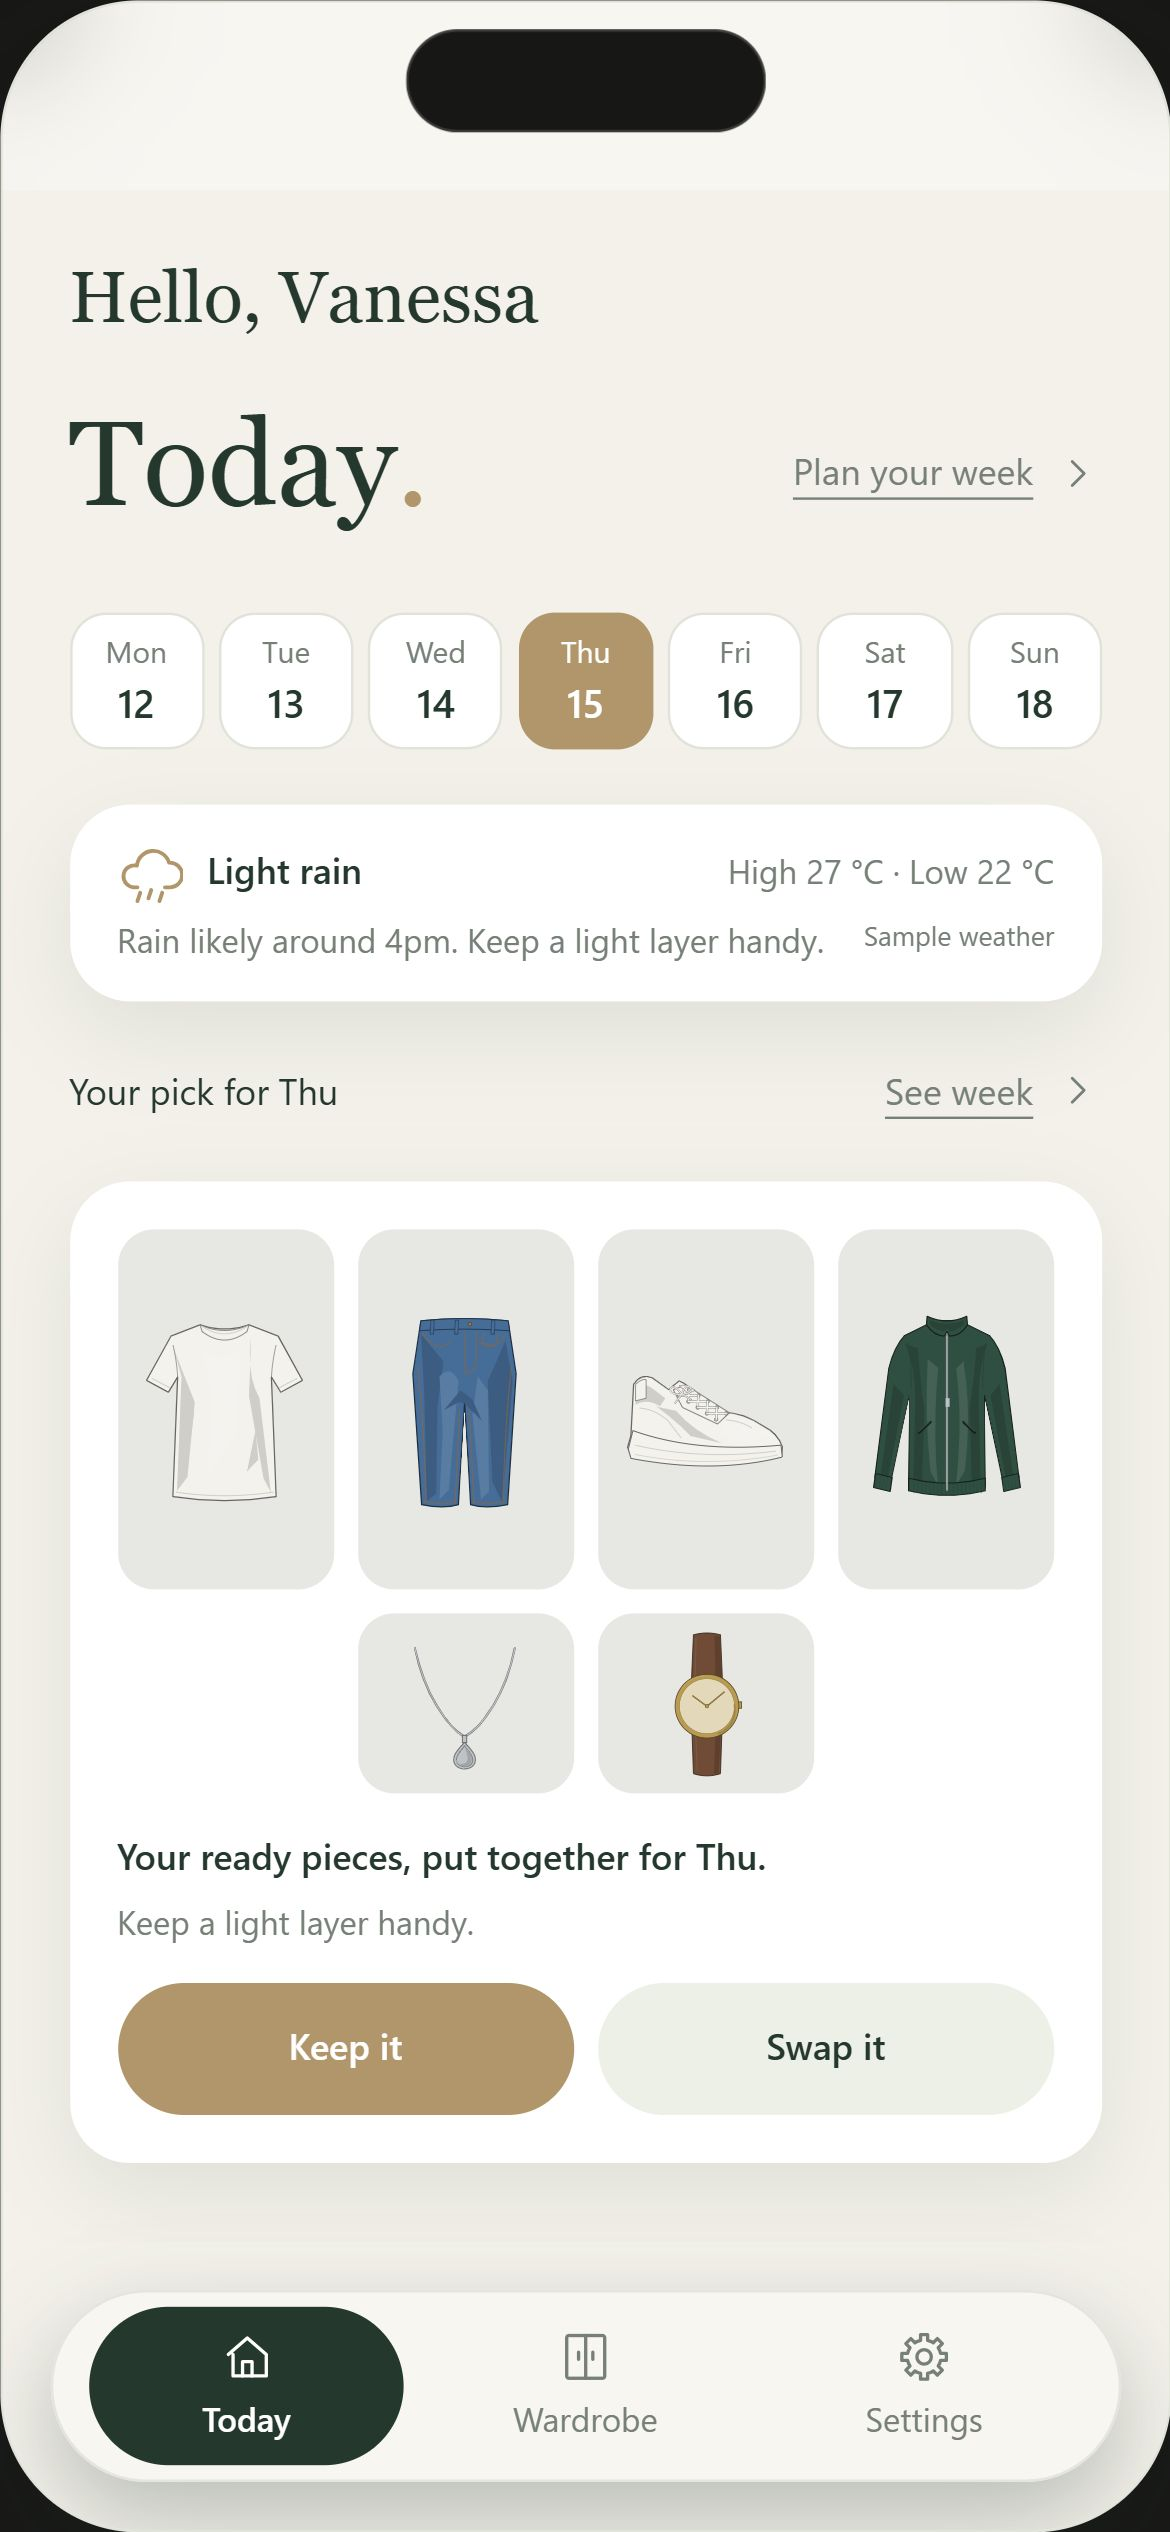 Hello, Vanessa
Today.
Plan your week
Mon Tue Wed Thu Fri Sat Sun
12 13 14 15 16 17 18
Light rain
High 27 °C · Low 22 °C
Rain likely around 4pm. Keep a light layer handy.
Sample weather
Your pick for Thu
See week
Your ready pieces, put together for Thu.
Keep a light layer handy.
Keep it
Swap it
Today
Wardrobe
Settings